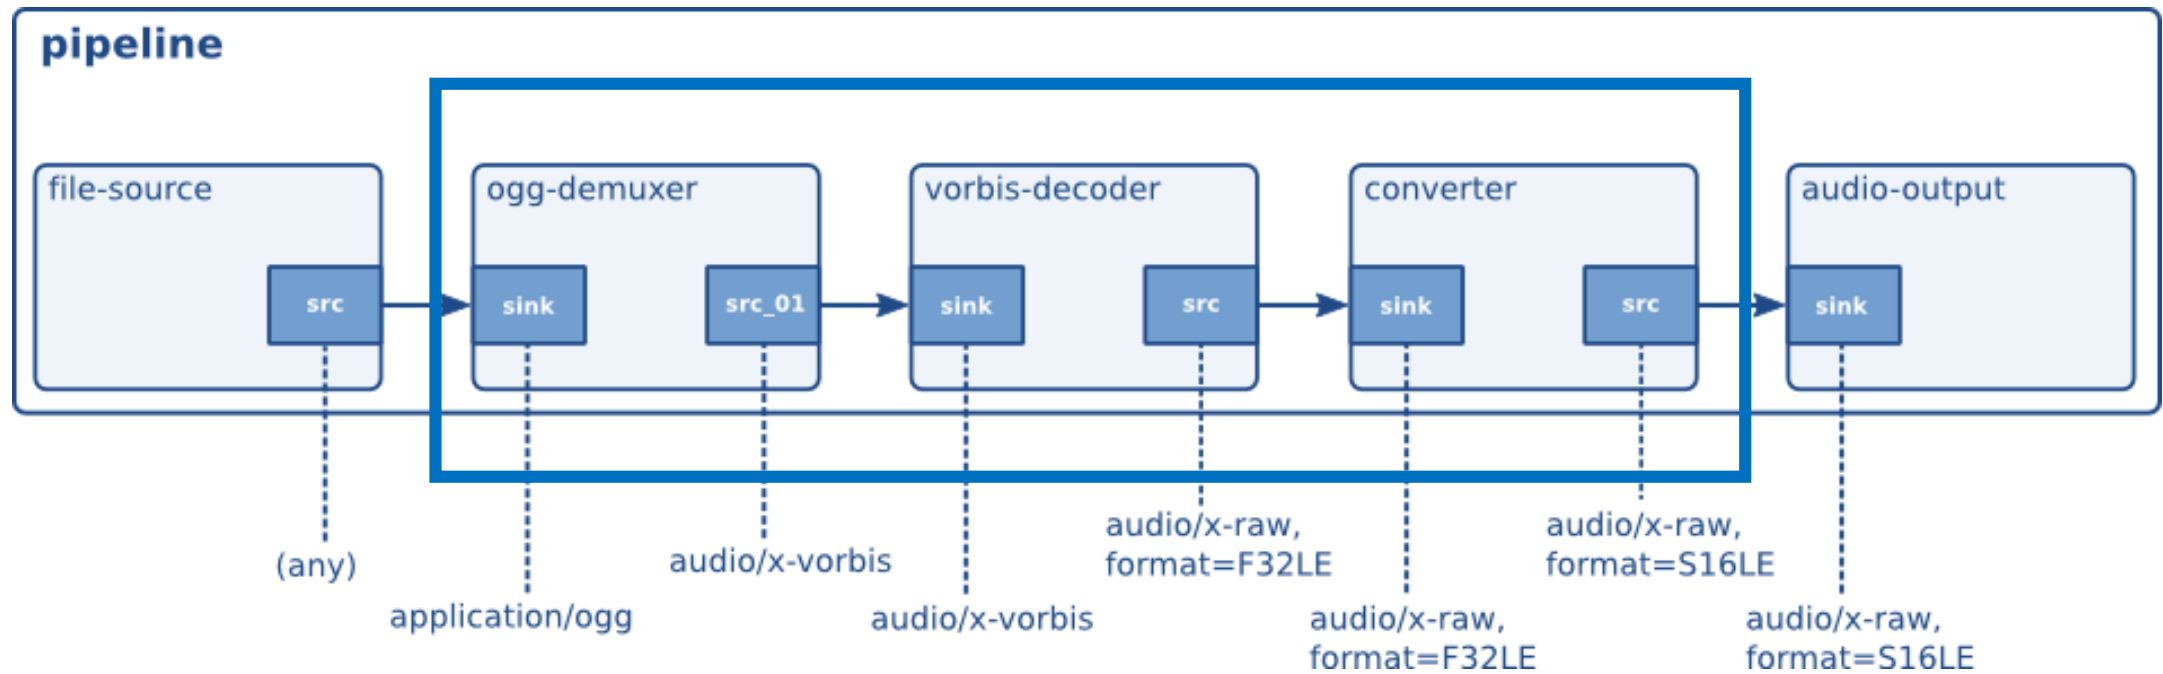 pipeline
file-source
ogg-demuxer
vorbis-decoder
converter
audio-output
src
sink
src_01
sink
src
sink
src
sink
(any)
application/ogg
audio/x-vorbis
audio/x-vorbis
audio/x-raw,
format=F32LE
audio/x-raw,
format=F32LE
audio/x-raw,
format=S16LE
audio/x-raw,
format=S16LE